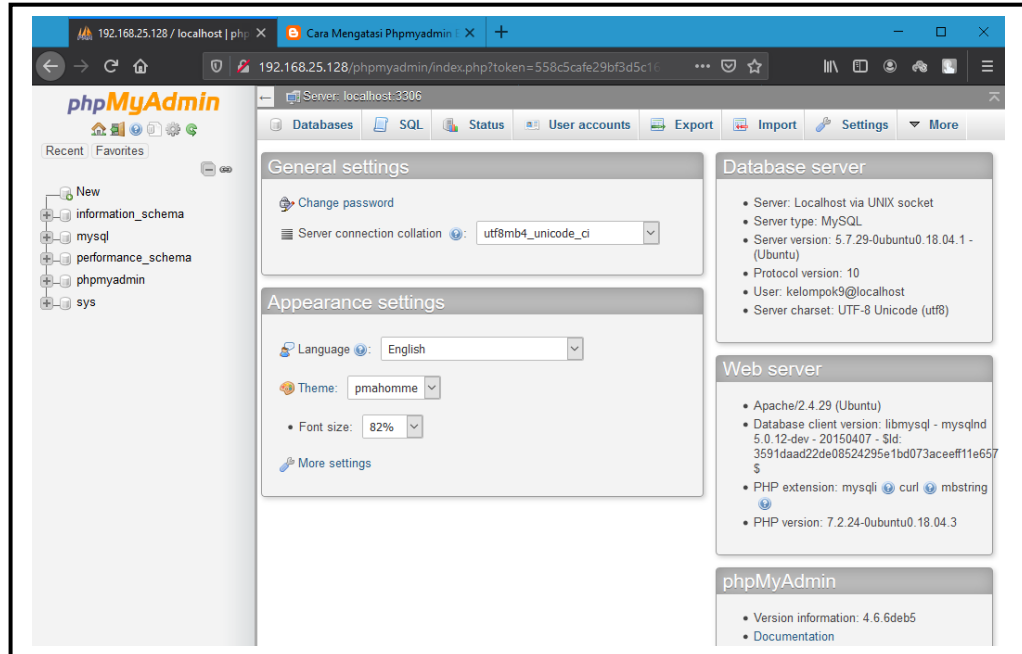 192.168.25.128 / localhost | php
Cara Mengatasi Phpmyadmin
192.168.25.128/phpmyadmin/index.php?token=558c5cafe29bf3d5c16
phpMyAdmin
Recent Favorites
New
information_schema
mysql
performance_schema
phpmyadmin
sys
Server: localhost:3306
Databases SQL Status User accounts Export Import Settings More
General settings
Change password
Server connection collation : utf8mb4_unicode_ci
Appearance settings
Language : English
Theme: pmahomme
• Font size: 82%
More settings
Database server
• Server: Localhost via UNIX socket
• Server type: MySQL
• Server version: 5.7.29-0ubuntu0.18.04.1 -
(Ubuntu)
• Protocol version: 10
• User: kelompok9@localhost
• Server charset: UTF-8 Unicode (utf8)
Web server
• Apache/2.4.29 (Ubuntu)
• Database client version: libmysql - mysqlnd
5.0.12-dev - 20150407 - $Id:
3591daad22de08524295e1bd073aceeff11e657
$
• PHP extension: mysqli curl mbstring
• PHP version: 7.2.24-0ubuntu0.18.04.3
phpMyAdmin
• Version information: 4.6.6deb5
• Documentation